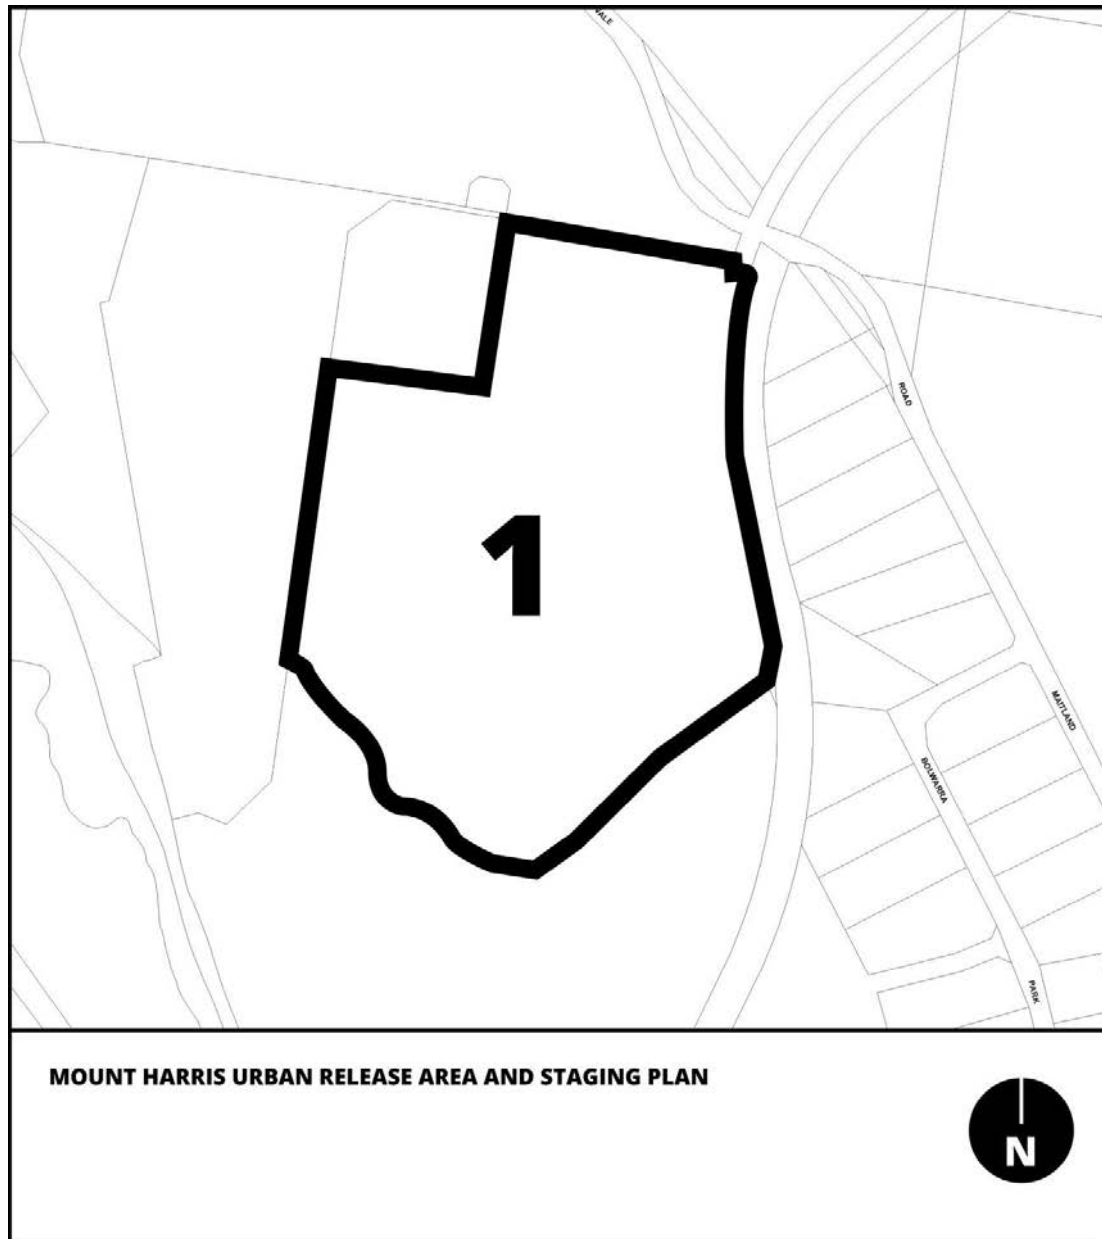 VALE
ROAD
1
MAITLAND
BOLWARRA
PARK
MOUNT HARRIS URBAN RELEASE AREA AND STAGING PLAN
N